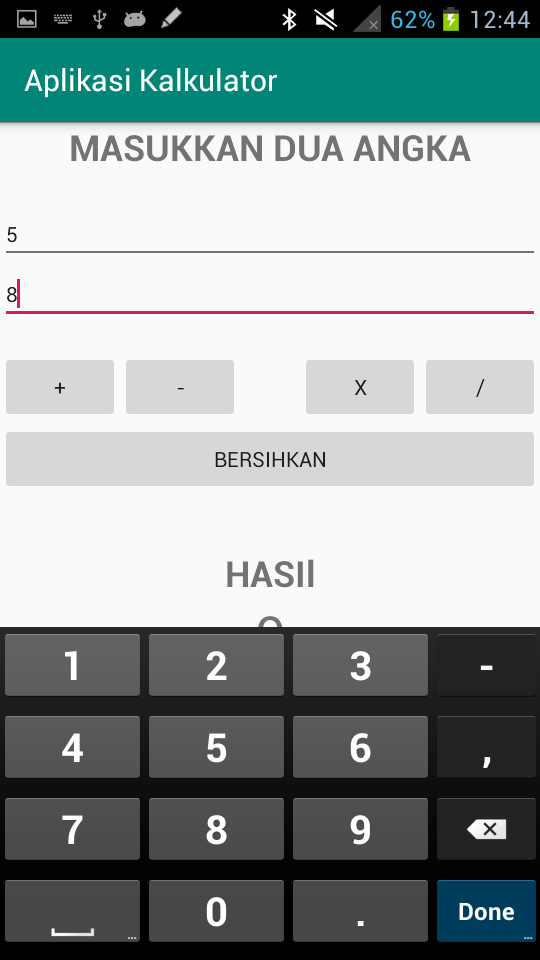 62% 12:44
Aplikasi Kalkulator
MASUKKAN DUA ANGKA
5
8
+ - X /
BERSIHKAN
HASIl
1 2 3 -
4 5 6 ,
7 8 9
0 .
Done